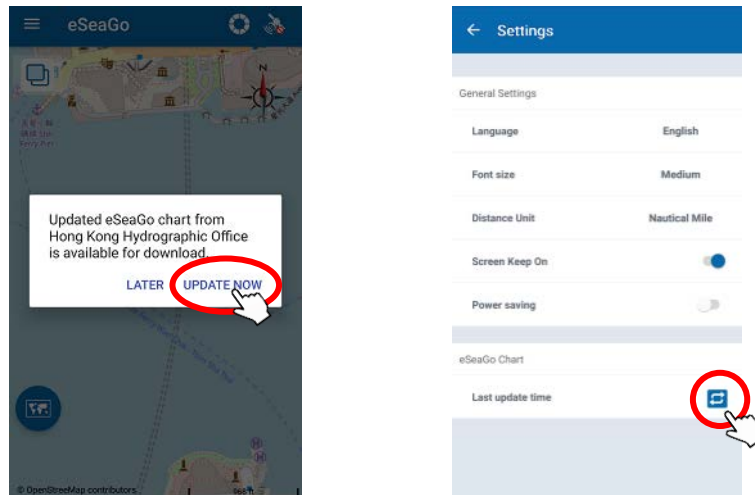 eSeaGo
N
Updated eSeaGo chart from
Hong Kong Hydrographic Office
is available for download.
LATER UPDATE NOW
© OpenStreetMap contributors
Settings
General Settings
Language English
Font size Medium
Distance Unit Nautical Mile
Screen Keep On
Power saving
eSeaGo Chart
Last update time